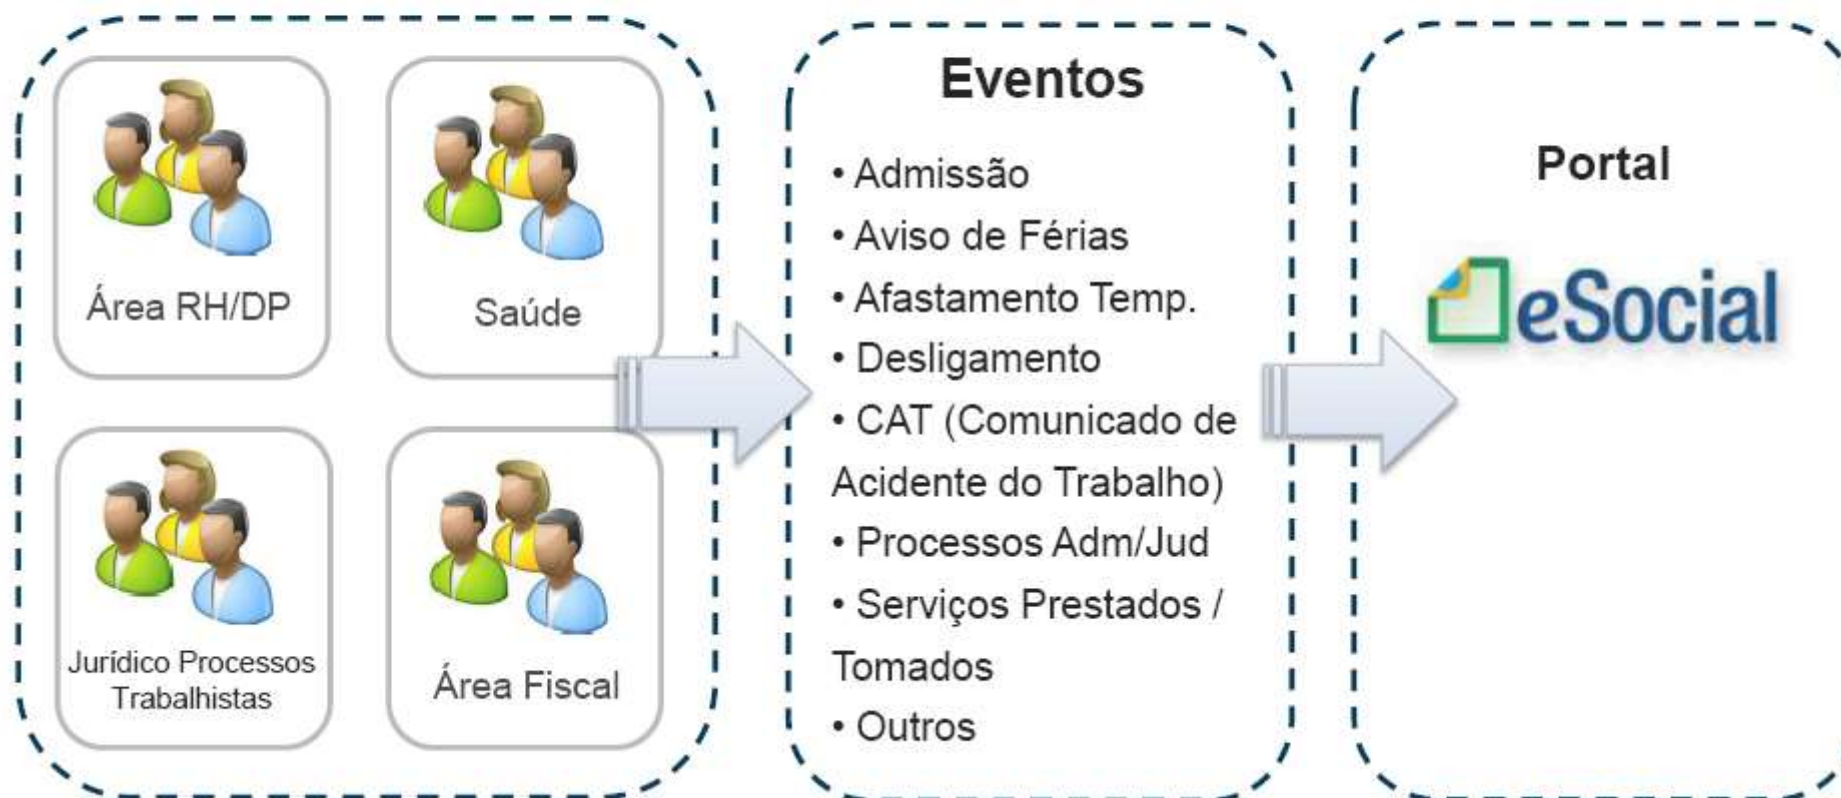 Área RH/DP
Saúde
Jurídico Processos
Trabalhistas
Área Fiscal
Eventos
• Admissão
• Aviso de Férias
• Afastamento Temp.
• Desligamento
• CAT (Comunicado de
Acidente do Trabalho)
• Processos Adm/Jud
• Serviços Prestados /
Tomados
• Outros
Portal
eSocial